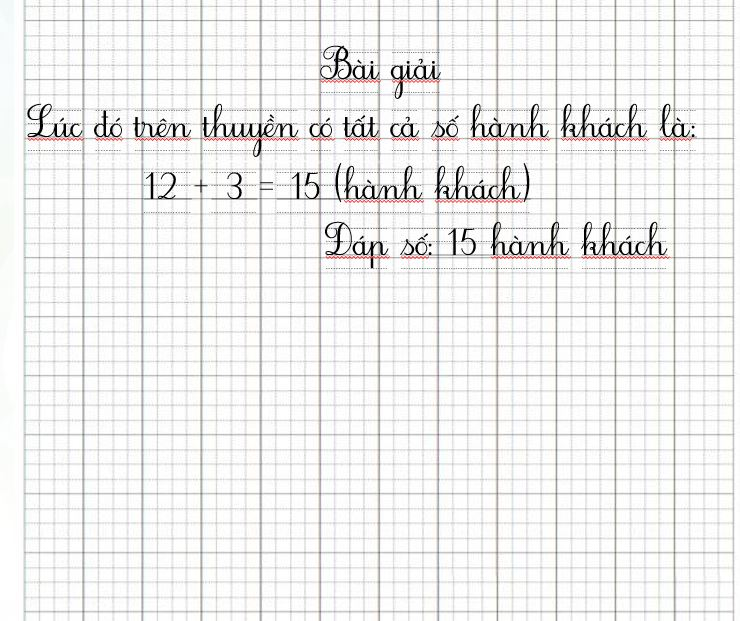 Bài giải
Lúc đó trên thuyền có tất cả số hành khách là:
12 + 3 = 15 (hành khách)
Đáp số: 15 hành khách